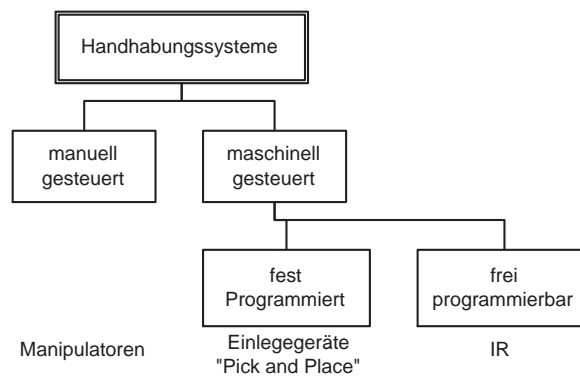 Handhabungssysteme
manuell
gesteuert
maschinell
gesteuert
fest
Programmiert
frei
programmierbar
Manipulatoren
Einlegegeräte
"Pick and Place"
IR